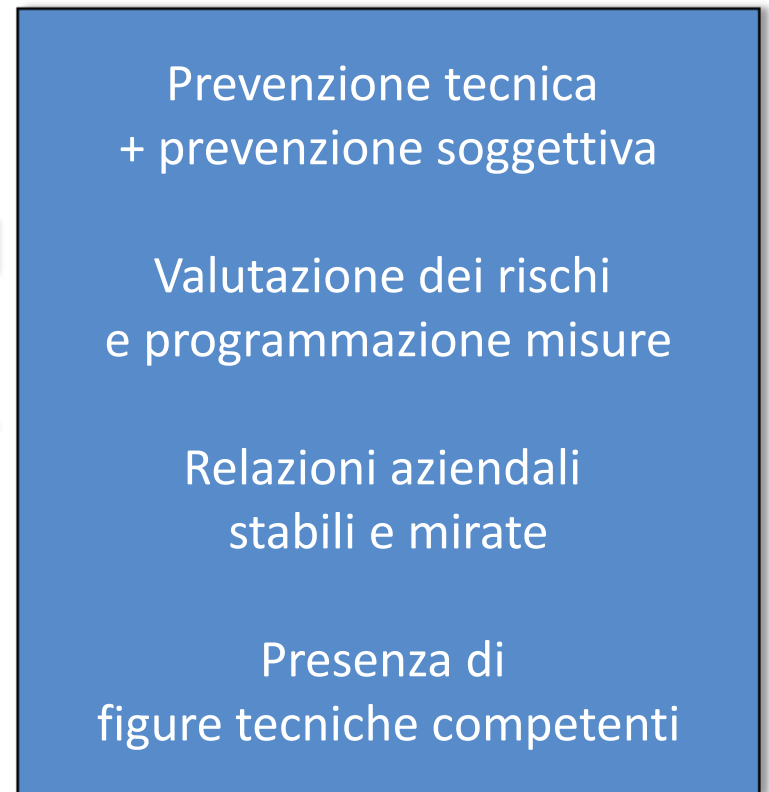 Prevenzione tecnica
+ prevenzione soggettiva
Valutazione dei rischi
e programmazione misure
Relazioni aziendali
stabili e mirate
Presenza di
figure tecniche competenti